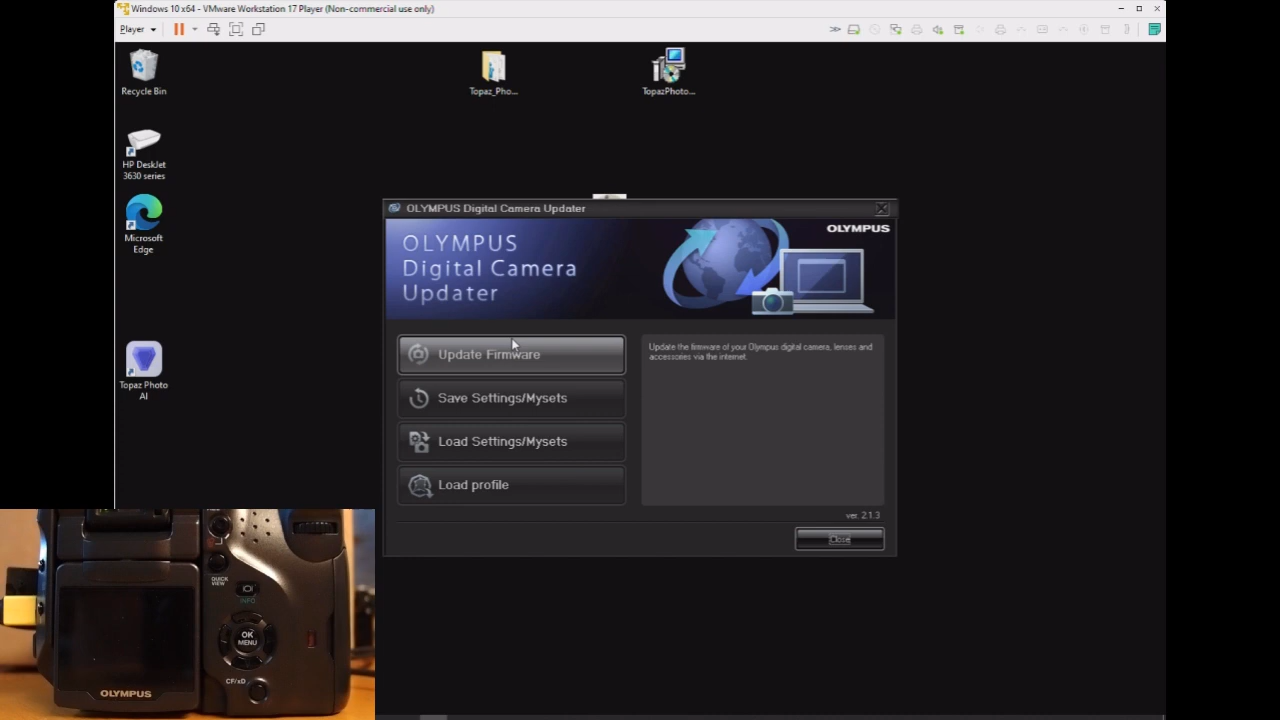 Windows 10 x64 - VMware Workstation 17 Player (Non-commercial use only)
Player
Recycle Bin
Topaz_Pho...
TopazPhoto...
HP DeskJet
3630 series
Microsoft
Edge
Topaz Photo
AI
OLYMPUS Digital Camera Updater
OLYMPUS
Digital Camera
Updater
OLYMPUS
Update Firmware
Save Settings/Mysets
Load Settings/Mysets
Load profile
Update the firmware of your Olympus digital camera, lenses and
accessories via the internet.
ver. 2.1.3
Close
QUICK
VIEW
INFO
OK
MENU
CF/xD
OLYMPUS